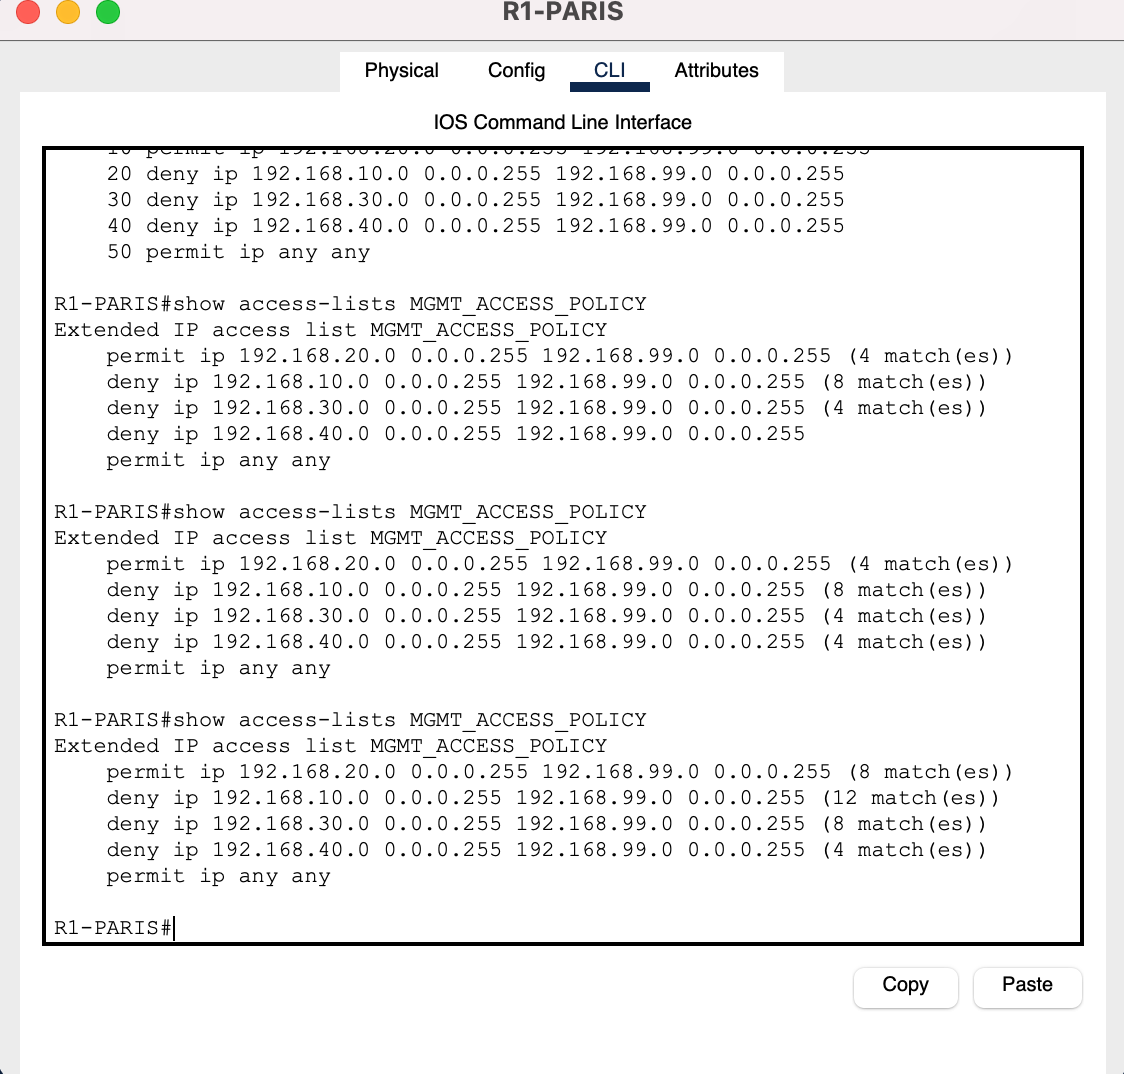 R1-PARIS
Physical Config CLI Attributes
IOS Command Line Interface
10 permit ip 192.168.20.0 0.0.0.255 192.168.99.0 0.0.0.255
20 deny ip 192.168.10.0 0.0.0.255 192.168.99.0 0.0.0.255
30 deny ip 192.168.30.0 0.0.0.255 192.168.99.0 0.0.0.255
40 deny ip 192.168.40.0 0.0.0.255 192.168.99.0 0.0.0.255
50 permit ip any any
R1-PARIS#show access-lists MGMT_ACCESS_POLICY
Extended IP access list MGMT_ACCESS_POLICY
permit ip 192.168.20.0 0.0.0.255 192.168.99.0 0.0.0.255 (4 match(es))
deny ip 192.168.10.0 0.0.0.255 192.168.99.0 0.0.0.255 (8 match(es))
deny ip 192.168.30.0 0.0.0.255 192.168.99.0 0.0.0.255 (4 match(es))
deny ip 192.168.40.0 0.0.0.255 192.168.99.0 0.0.0.255
permit ip any any
R1-PARIS#show access-lists MGMT_ACCESS_POLICY
Extended IP access list MGMT_ACCESS_POLICY
permit ip 192.168.20.0 0.0.0.255 192.168.99.0 0.0.0.255 (4 match(es))
deny ip 192.168.10.0 0.0.0.255 192.168.99.0 0.0.0.255 (8 match(es))
deny ip 192.168.30.0 0.0.0.255 192.168.99.0 0.0.0.255 (4 match(es))
deny ip 192.168.40.0 0.0.0.255 192.168.99.0 0.0.0.255 (4 match(es))
permit ip any any
R1-PARIS#show access-lists MGMT_ACCESS_POLICY
Extended IP access list MGMT_ACCESS_POLICY
permit ip 192.168.20.0 0.0.0.255 192.168.99.0 0.0.0.255 (8 match(es))
deny ip 192.168.10.0 0.0.0.255 192.168.99.0 0.0.0.255 (12 match(es))
deny ip 192.168.30.0 0.0.0.255 192.168.99.0 0.0.0.255 (8 match(es))
deny ip 192.168.40.0 0.0.0.255 192.168.99.0 0.0.0.255 (4 match(es))
permit ip any any
R1-PARIS#
Copy Paste